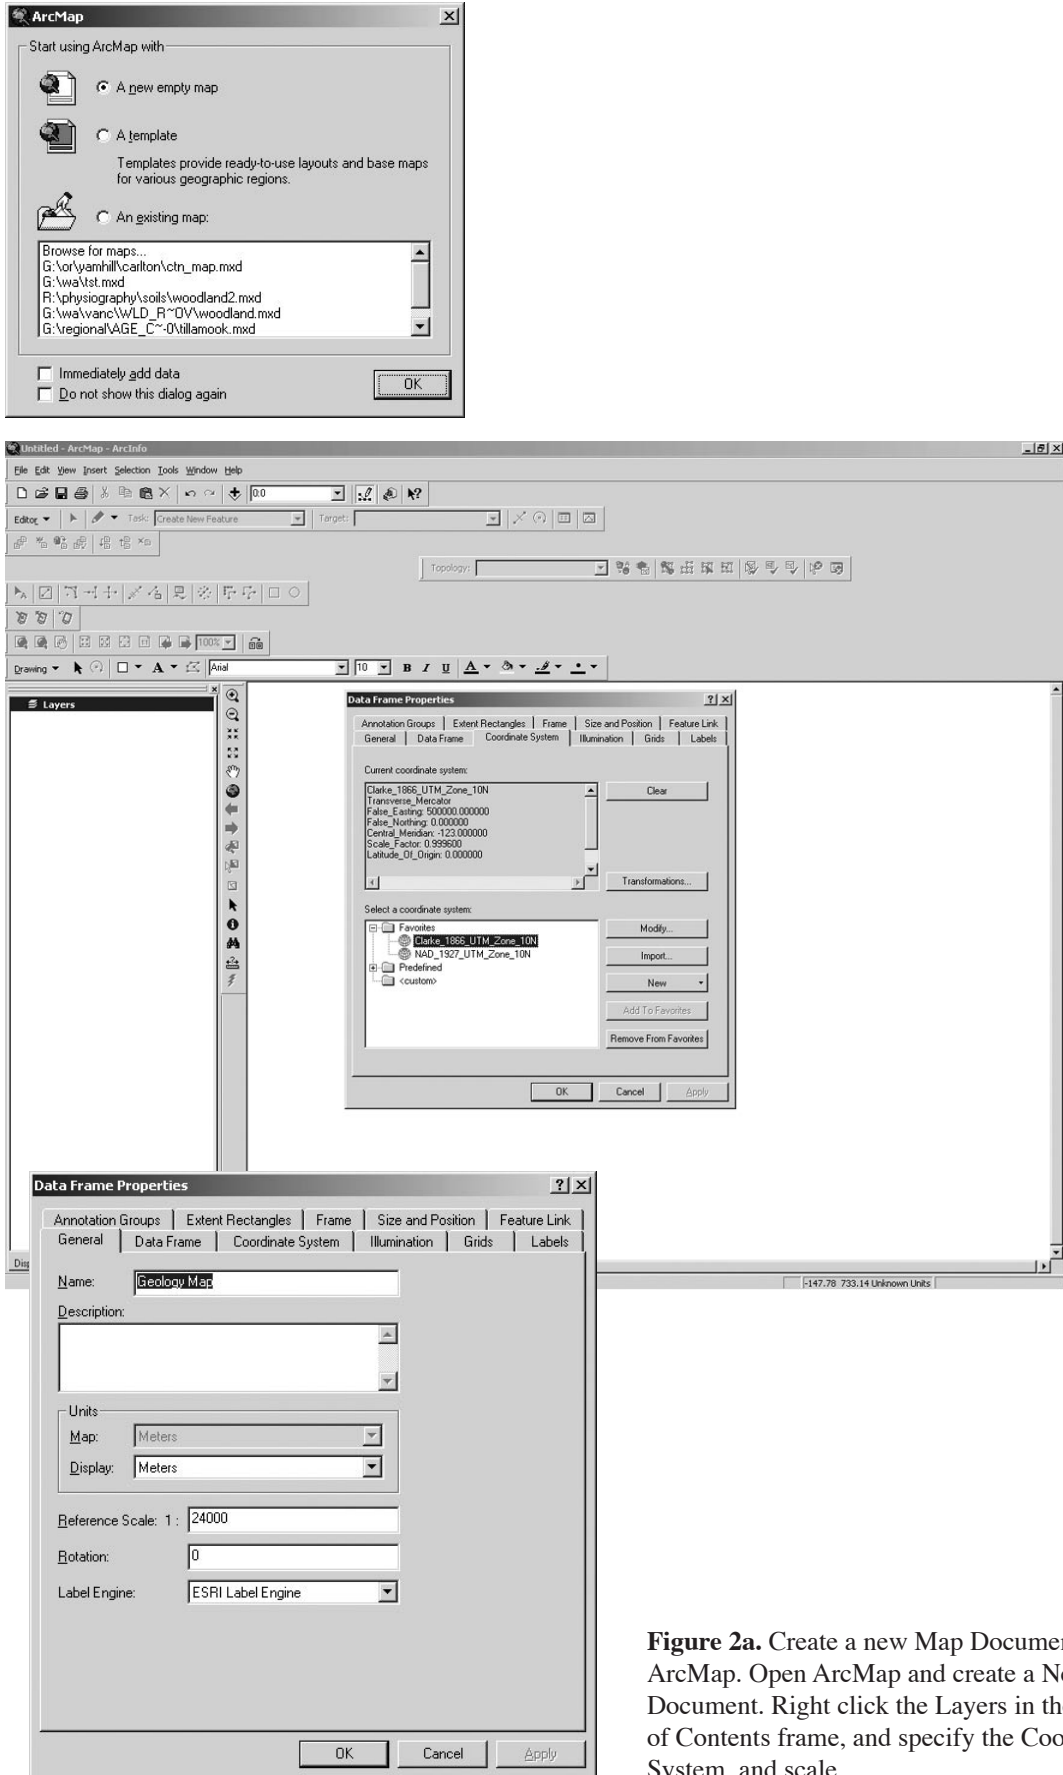 ArcMap
Start using ArcMap with
A new empty map
A template
Templates provide ready-to-use layouts and base maps
for various geographic regions.
An existing map:
Browse for maps...
G:\or\yamhill\carlton\ctn_map.mxd
G:\wa\tst.mxd
R:\physiography\soils\woodland2.mxd
G:\wa\vanc\WLD_R~OV\woodland.mxd
G:\regional\AGE_C~-0\tillamook.mxd
Immediately add data
Do not show this dialog again
OK
Untitled - ArcMap - ArcInfo
File Edit View Insert Selection Tools Window Help
0:0
Editor Task: Create New Feature Target:
Topology:
100%
Drawing A Arial 10 B I U A
Layers
Data Frame Properties
Annotation Groups Extent Rectangles Frame Size and Position Feature Link
General Data Frame Coordinate System Illumination Grids Labels
Current coordinate system:
Clarke_1866_UTM_Zone_10N
Transverse_Mercator
False_Easting: 500000.000000
False_Northing: 0.000000
Central_Meridian: -123.000000
Scale_Factor: 0.999600
Latitude_Of_Origin: 0.000000
Clear
Transformations...
Select a coordinate system:
Favorites
Clarke_1866_UTM_Zone_10N
NAD_1927_UTM_Zone_10N
Predefined
<custom>
Modify...
Import...
New
Add To Favorites
Remove From Favorites
OK Cancel Apply
Data Frame Properties
Annotation Groups Extent Rectangles Frame Size and Position Feature Link
General Data Frame Coordinate System Illumination Grids Labels
Name: Geology Map
Description:
Units
Map: Meters
Display: Meters
Reference Scale: 1 : 24000
Rotation: 0
Label Engine: ESRI Label Engine
OK Cancel Apply
-147.78 733.14 Unknown Units
Figure 2a. Create a new Map
ArcMap. Open ArcMap and create a
Document. Right click the Layers in
of Contents frame, and specify the
System, and scale